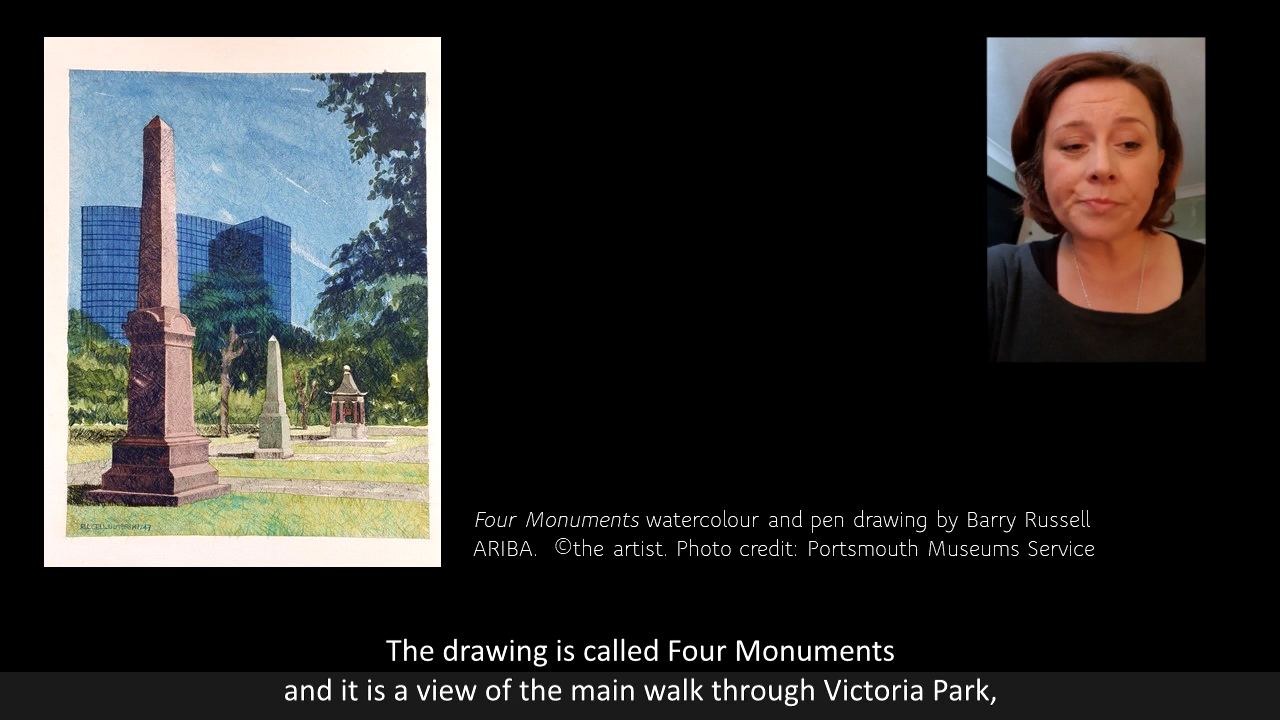 Four Monuments watercolour and pen drawing by Barry Russell
ARIBA. ©the artist. Photo credit: Portsmouth Museums Service
The drawing is called Four Monuments
and it is a view of the main walk through Victoria Park,